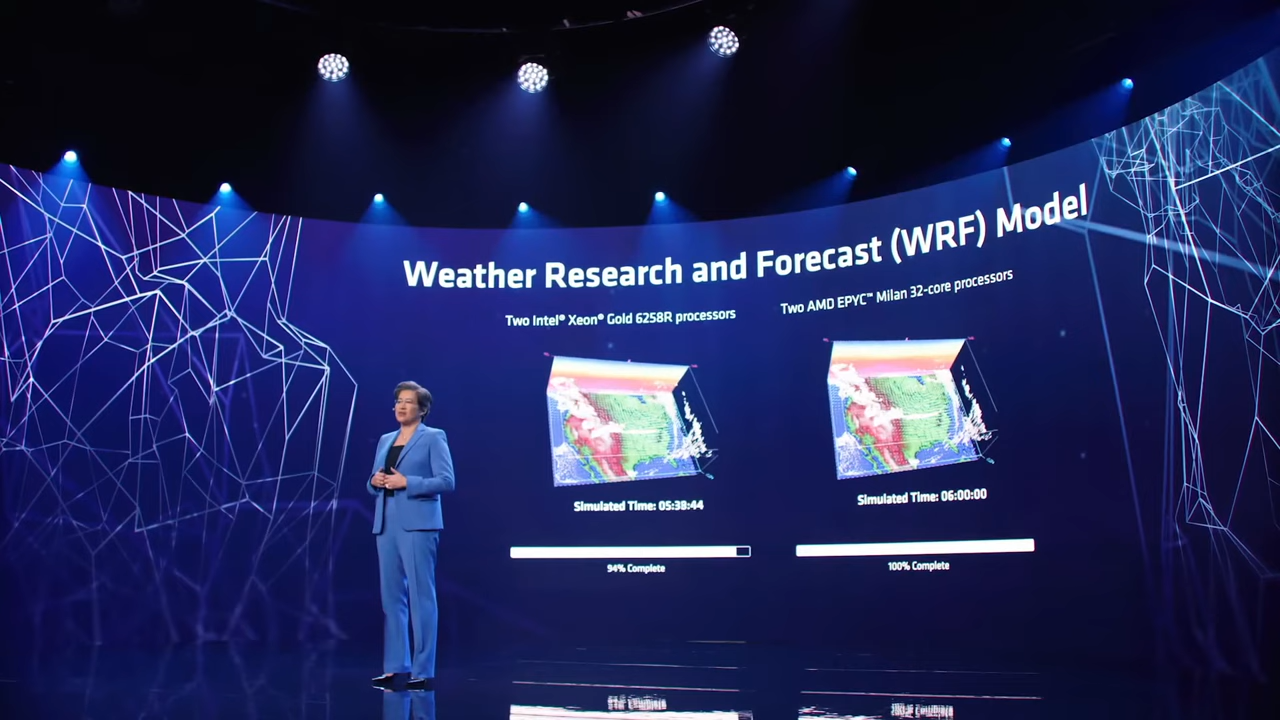 Weather Research and Forecast (WRF) Model
Two Intel® Xeon® Gold 6258R processors
Two AMD EPYC™ Milan 32-core processors
Simulated Time: 05:38:44
Simulated Time: 06:00:00
94% Complete
100% Complete